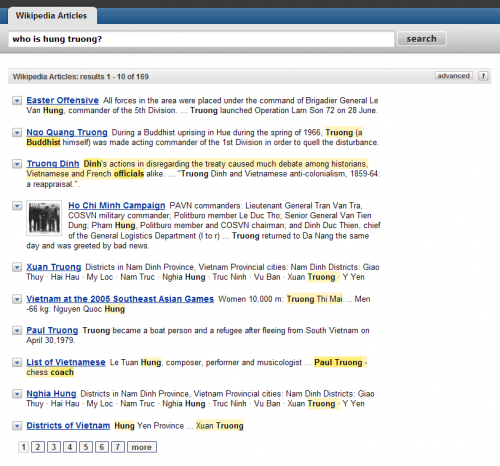 Wikipedia Articles
who is hung truong?
search
Wikipedia Articles: results 1 - 10 of 169
advanced
?
Easter Offensive All forces in the area were placed under the command of Brigadier General Le
Van Hung, commander of the 5th Division. ... Truong launched Operation Lam Son 72 on 28 June.
Ngo Quang Truong During a Buddhist uprising in Hue during the spring of 1966, Truong (a
Buddhist himself) was made acting commander of the 1st Division in order to quell the disturbance.
Truong Dinh Dinh's actions in disregarding the treaty caused much debate among historians,
Vietnamese and French officials alike. ... "Truong Dinh and Vietnamese anti-colonialism, 1859-64:
a reappraisal.".
Ho Chi Minh Campaign PAVN commanders: Lieutenant General Tran Van Tra,
COSVN military commander; Politburo member Le Duc Tho; Senior General Van Tien
Dung; Pham Hung, Politburo member and COSVN chairman; and Dinh Duc Thien, chief
of the General Logistics Department (l to r) ... Truong returned to Da Nang the same
day and was greeted by bad news.
Xuan Truong Districts in Nam Dinh Province, Vietnam Provincial cities: Nam Dinh Districts: Giao
Thuy · Hai Hau · My Loc · Nam Truc · Nghia Hung · Truc Ninh · Vu Ban · Xuan Truong · Y Yen
Vietnam at the 2005 Southeast Asian Games Women 10,000 m: Truong Thi Mai ... Men
-66 kg: Nguyen Quoc Hung
Paul Truong Truong became a boat person and a refugee after fleeing from South Vietnam on
April 30,1979.
List of Vietnamese Le Tuan Hung, composer, performer and musicologist ... Paul Truong -
chess coach
Nghia Hung Districts in Nam Dinh Province, Vietnam Provincial cities: Nam Dinh Districts: Giao
Thuy · Hai Hau · My Loc · Nam Truc · Nghia Hung · Truc Ninh · Vu Ban · Xuan Truong · Y Yen
Districts of Vietnam Hung Yen Province ... Xuan Truong
1 2 3 4 5 6 7 more